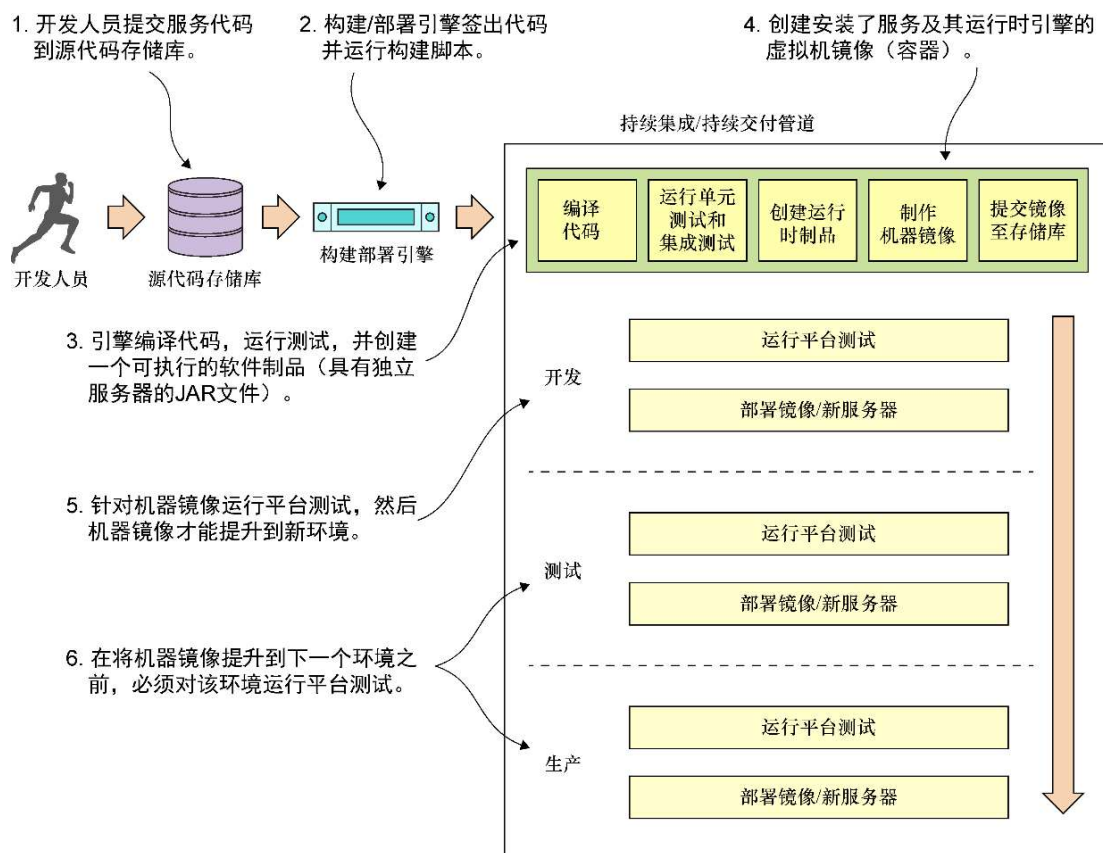 1. 开发人员提交服务代码
到源代码存储库。
2. 构建/部署引擎签出代码
并运行构建脚本。
4. 创建安装了服务及其运行时引擎的
虚拟机镜像（容器）。
持续集成/持续交付管道
编译
代码
运行单元
测试和
集成测试
创建运行
时制品
制作
机器镜像
提交镜像
至存储库
开发人员
源代码存储库
构建部署引擎
3. 引擎编译代码，运行测试，并创建
一个可执行的软件制品（具有独立
服务器的JAR文件）。
开发
运行平台测试
部署镜像/新服务器
5. 针对机器镜像运行平台测试，然后
机器镜像才能提升到新环境。
测试
运行平台测试
部署镜像/新服务器
6. 在将机器镜像提升到下一个环境之
前，必须对该环境运行平台测试。
生产
运行平台测试
部署镜像/新服务器